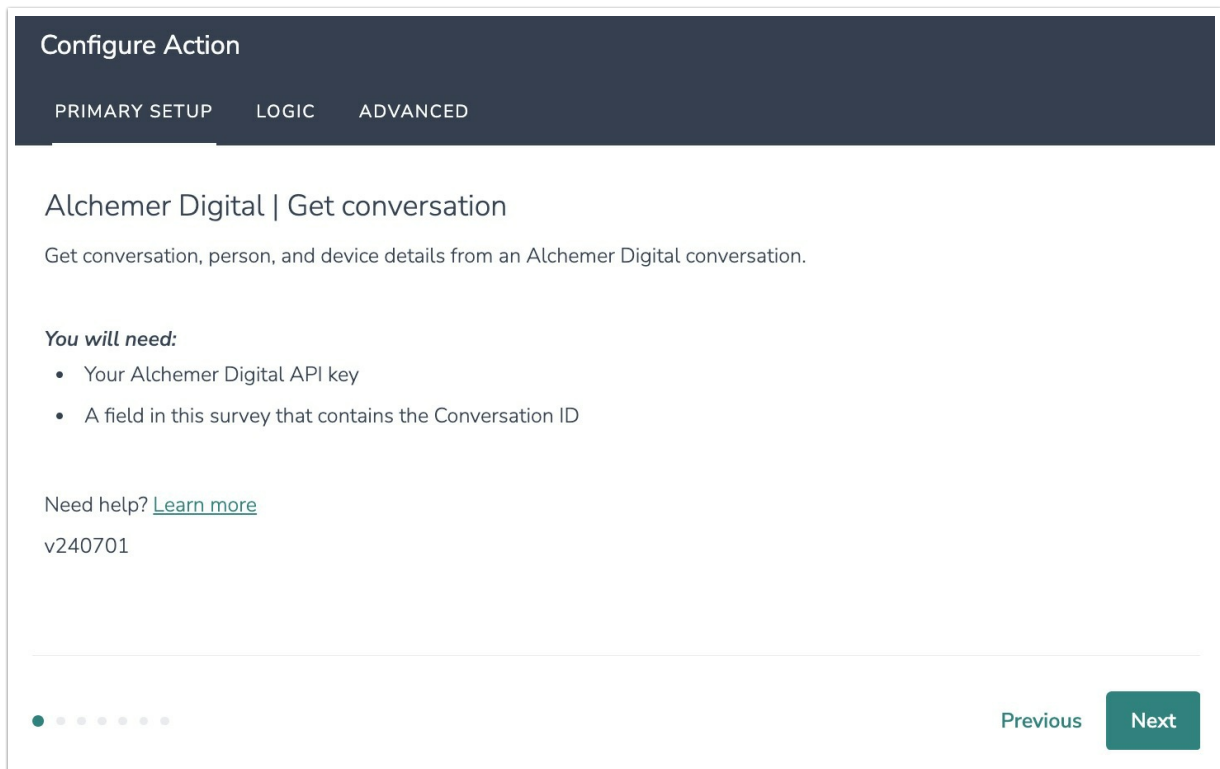 Configure Action
PRIMARY SETUP LOGIC ADVANCED
Alchemer Digital | Get conversation
Get conversation, person, and device details from an Alchemer Digital conversation.
You will need:
• Your Alchemer Digital API key
• A field in this survey that contains the Conversation ID
Need help? Learn more
v240701
Previous Next